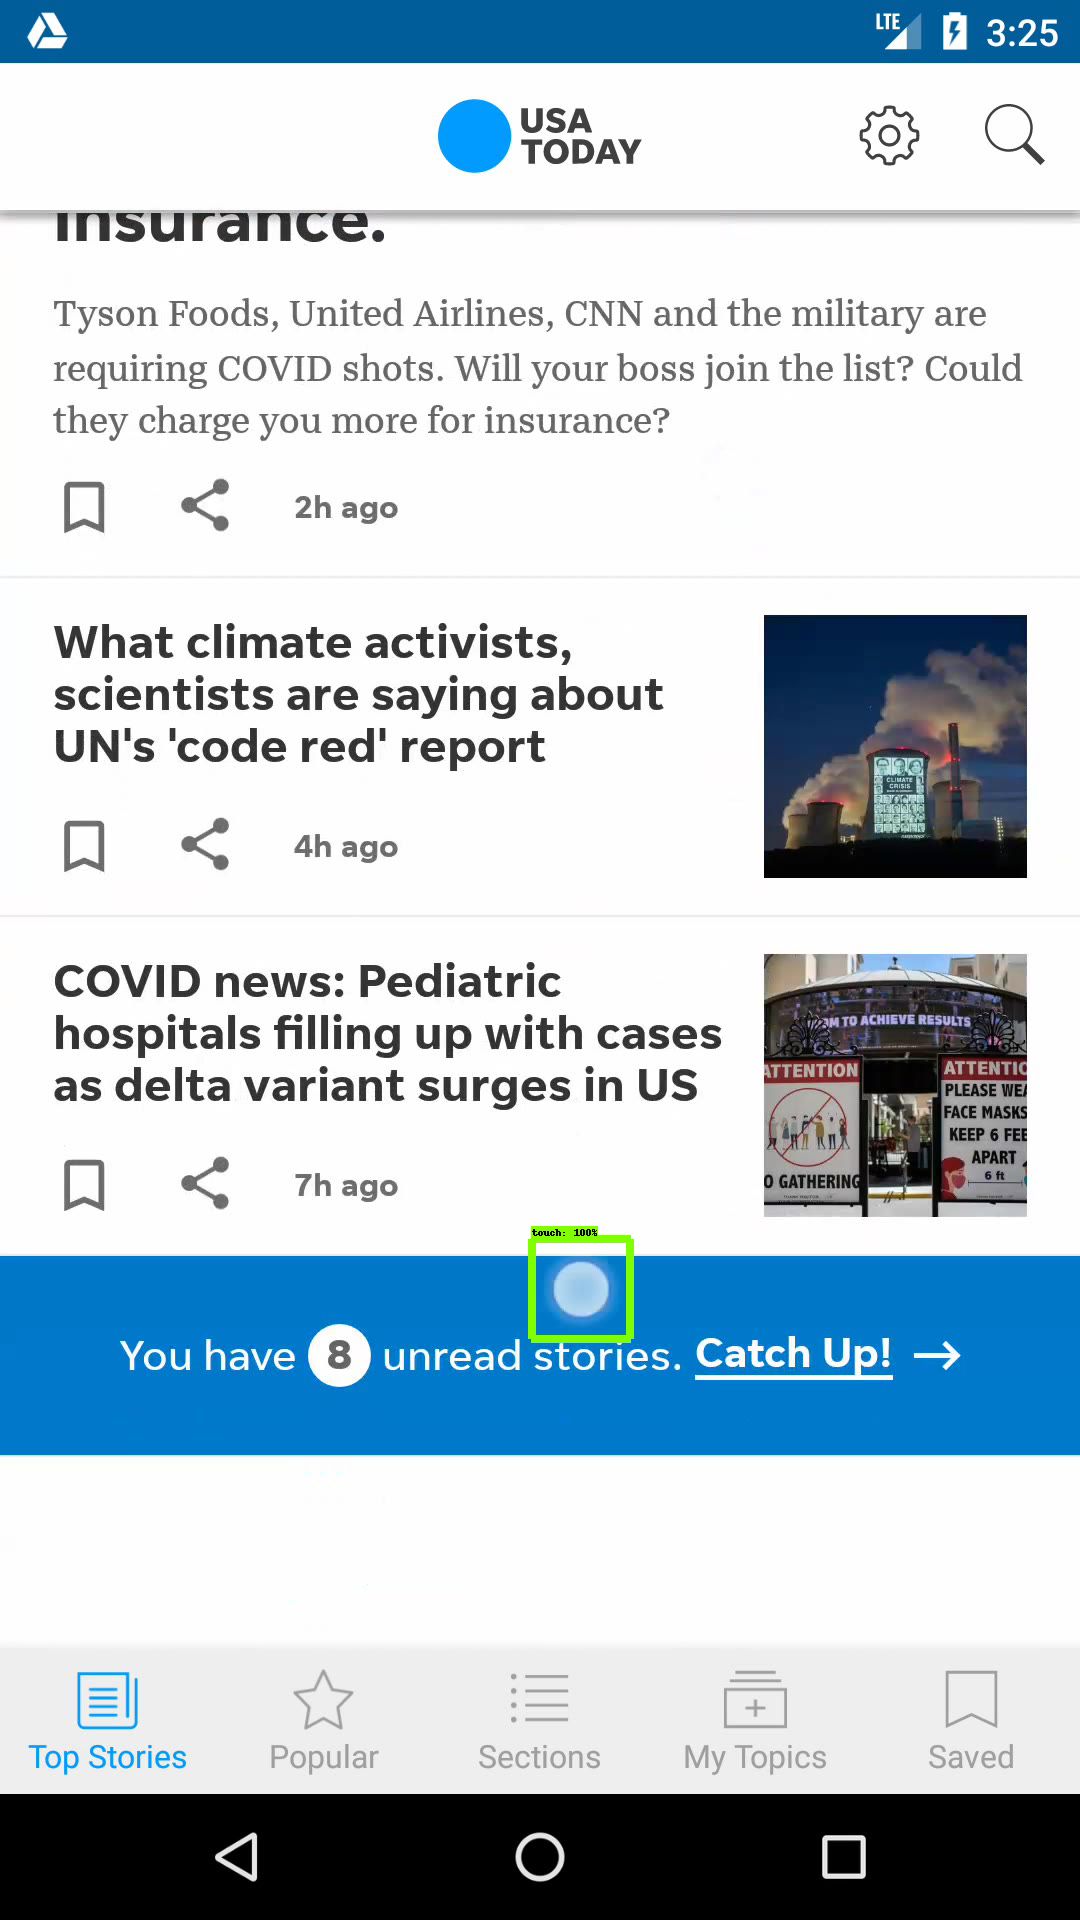 LTE 3:25
USA
TODAY
insurance.
Tyson Foods, United Airlines, CNN and the military are
requiring COVID shots. Will your boss join the list? Could
they charge you more for insurance?
2h ago
What climate activists,
scientists are saying about
UN's 'code red' report
CLIMATE
CRISIS
4h ago
COVID news: Pediatric
hospitals filling up with cases
as delta variant surges in US
OM TO ACHIEVE RESULTS
ATTENTION
O GATHERING
ATTENTIO
PLEASE WEA
FACE MASKS
KEEP 6 FEE
APART
6 ft
7h ago
touch: 100%
You have 8 unread stories. Catch Up!
Top Stories Popular Sections My Topics Saved